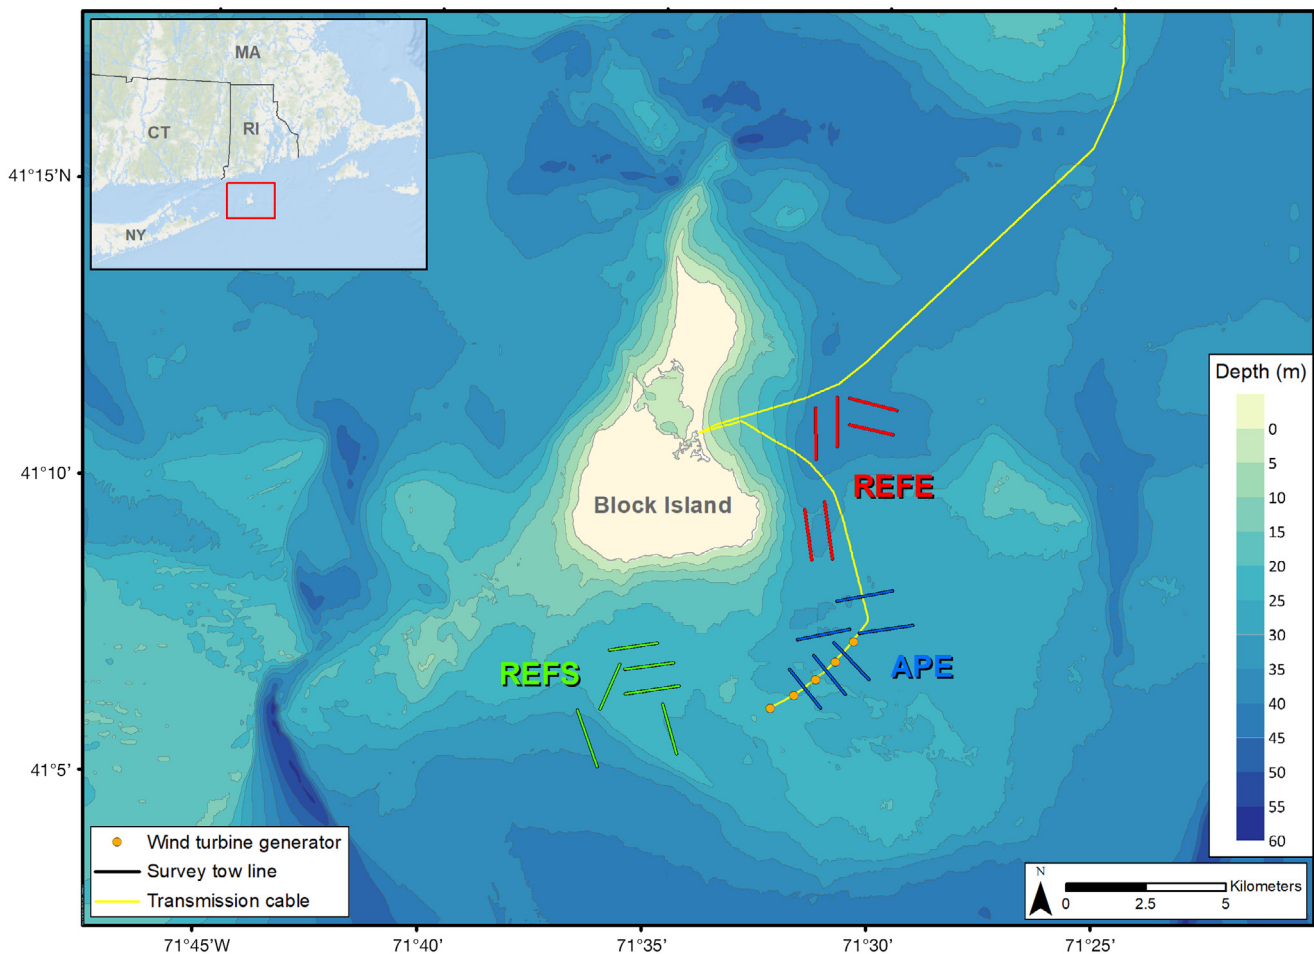 MA
CT
RI
NY
41°15'N
41°10'
41°5'
Block Island
REFE
REFS
APE
Depth (m)
0
5
10
15
20
25
30
35
40
45
50
55
60
Wind turbine generator
Survey tow line
Transmission cable
N
Kilometers
0 2.5 5
71°45'W 71°40' 71°35' 71°30' 71°25'